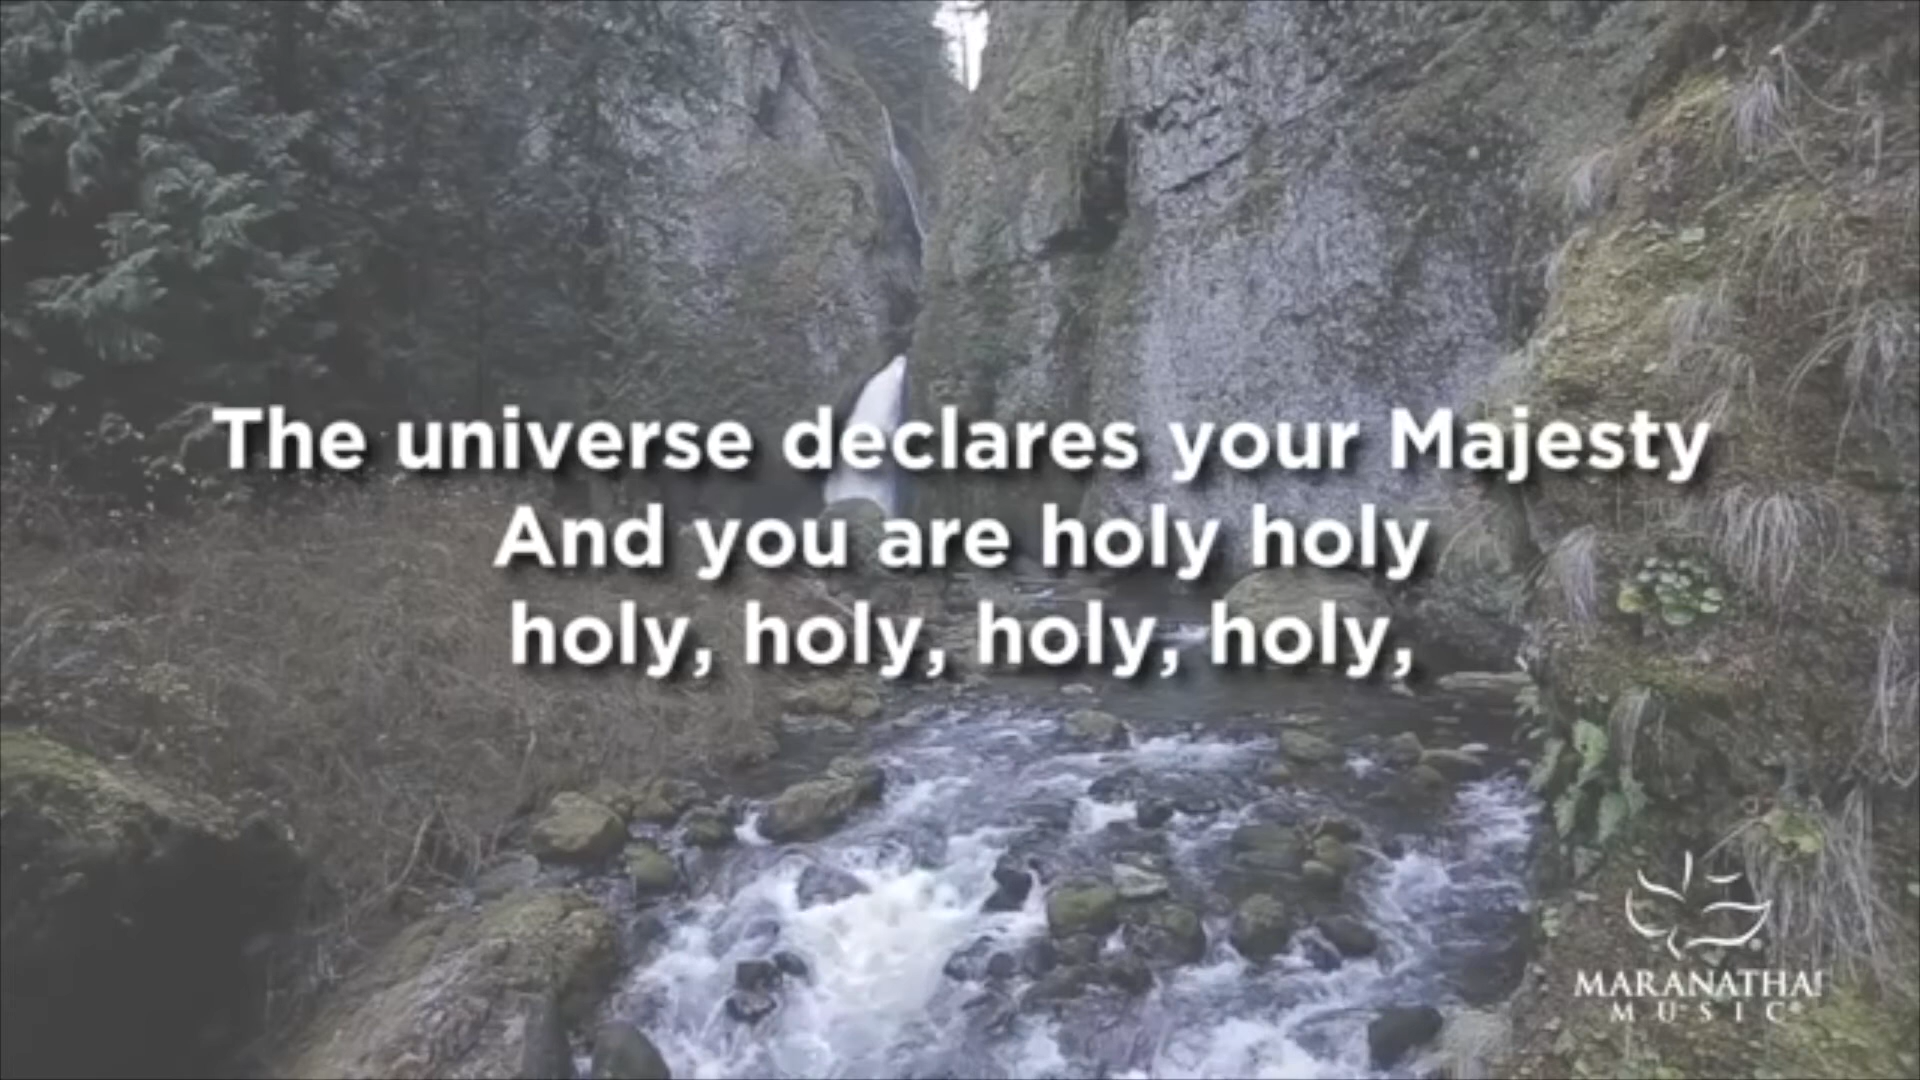 The universe declares your Majesty
And you are holy holy
holy, holy, holy, holy,
MARANATHA!
MUSIC®